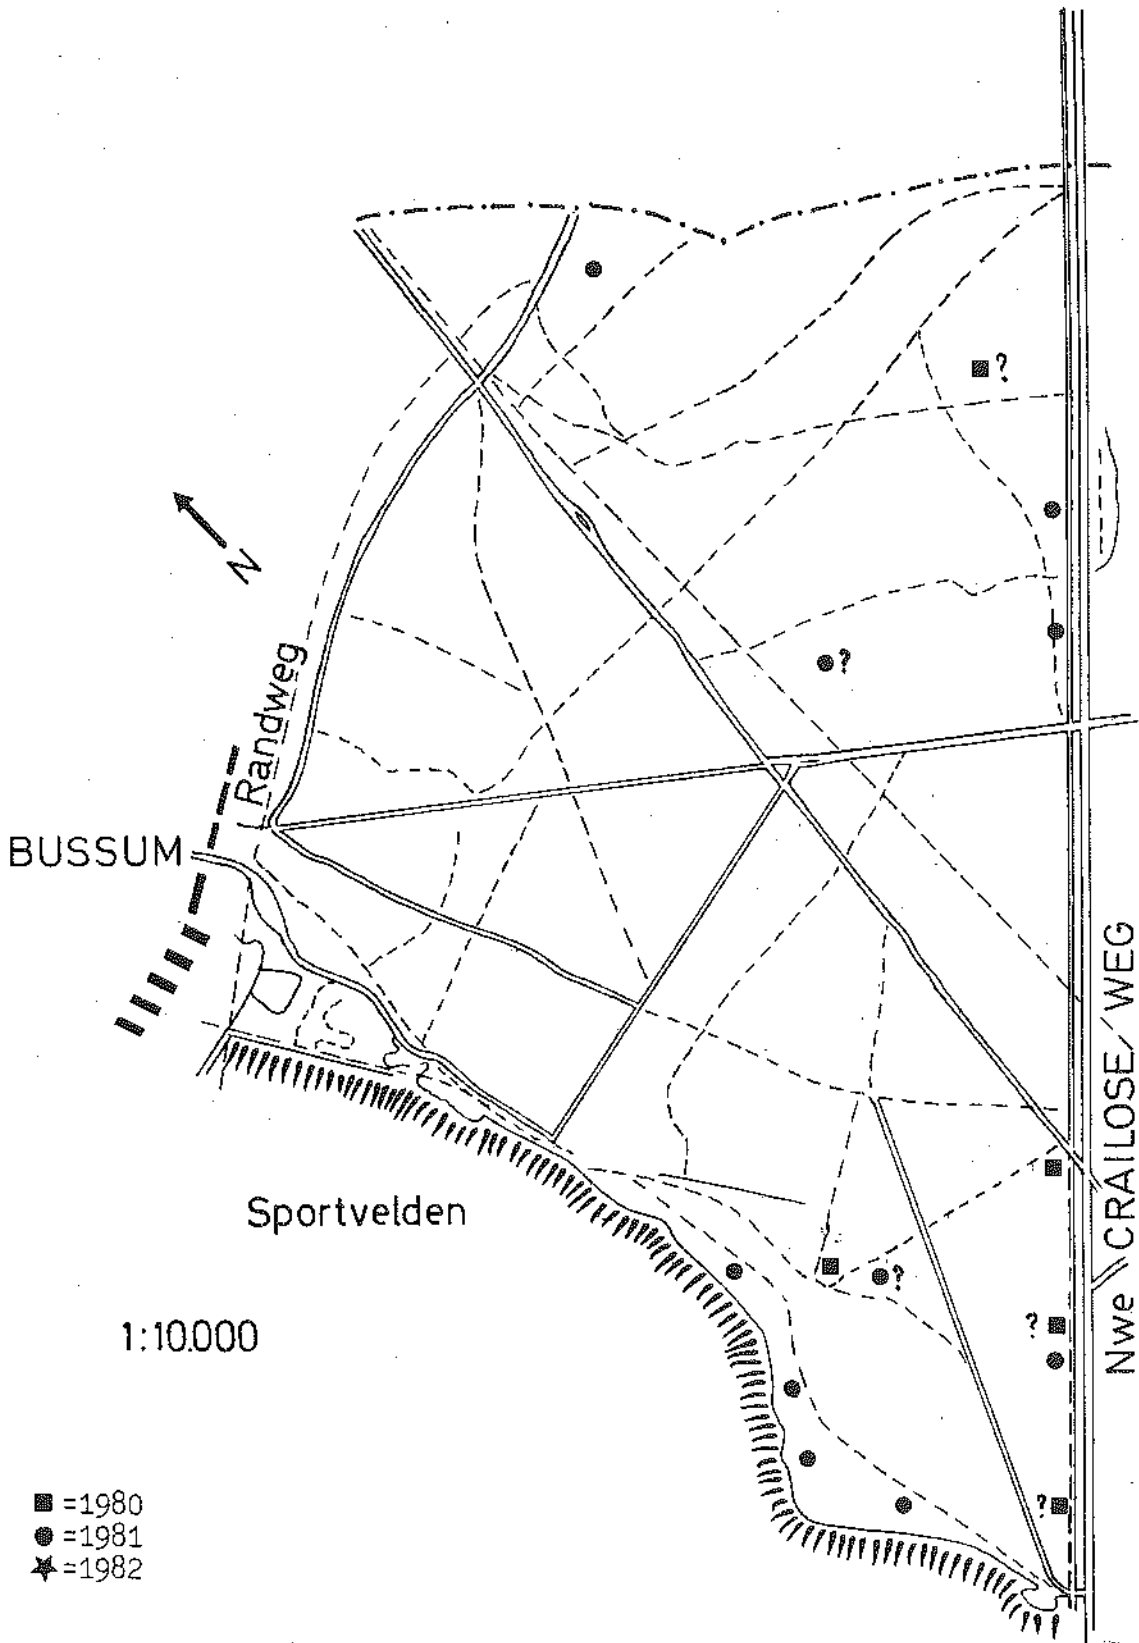 ?
?
N
Randweg
BUSSUM
Nwe CRAILOSE WEG
Sportvelden
?
?
1:10.000
?
=1980
=1981
=1982